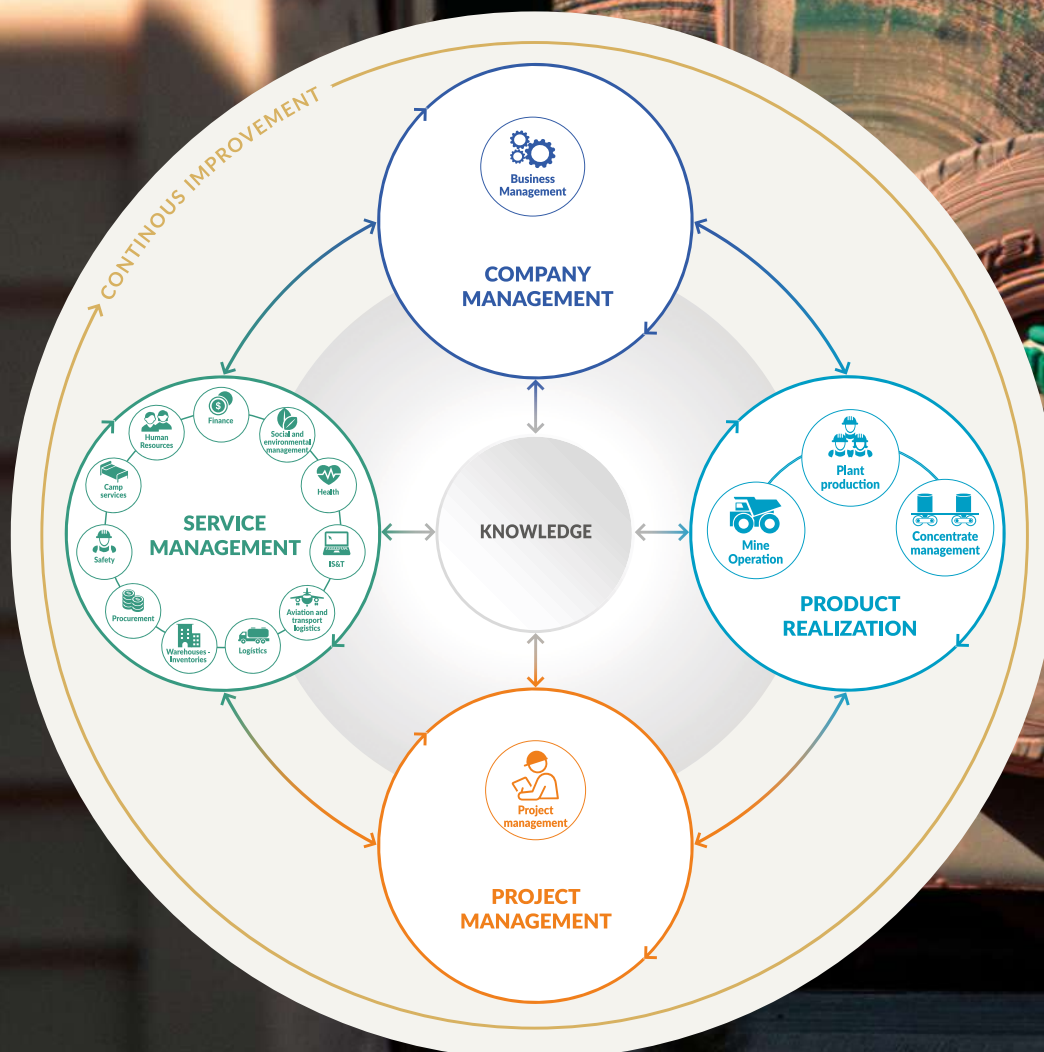 CONTINOUS IMPROVEMENT
Business
Management
COMPANY
MANAGEMENT
Finance
Human
Resources
Social and
environmental
management
Camp
services
Health
SERVICE
MANAGEMENT
Safety
IS&T
Procurement
Aviation and
transport
logistics
Warehouses -
Inventories
Logistics
KNOWLEDGE
Plant
production
Mine
Operation
Concentrate
management
PRODUCT
REALIZATION
Project
management
PROJECT
MANAGEMENT